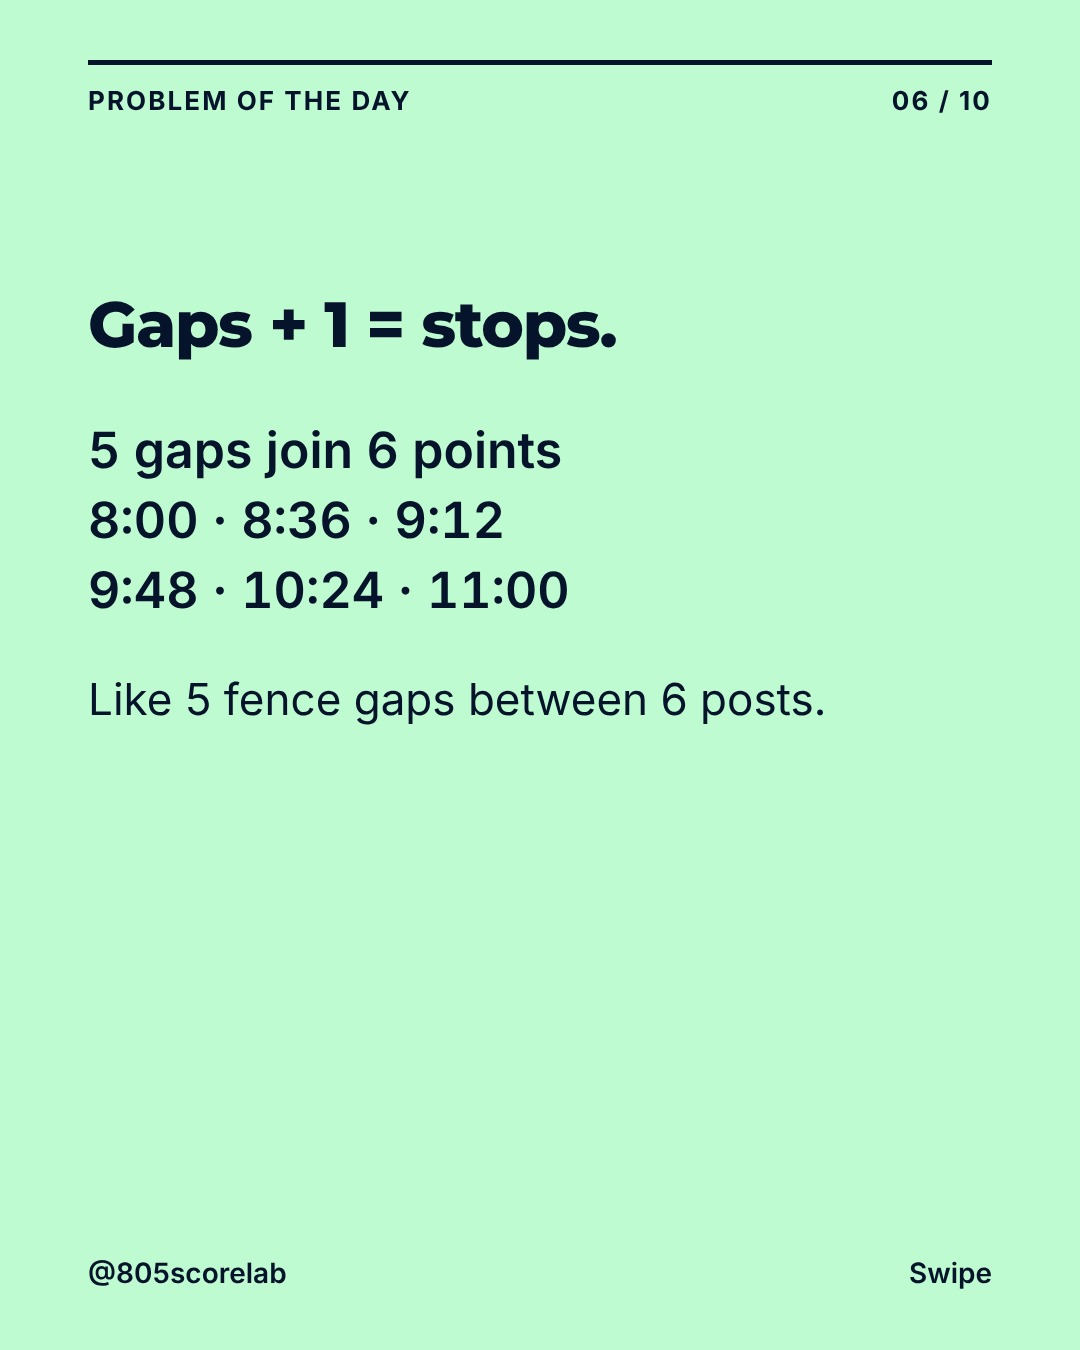 PROBLEM OF THE DAY
06 / 10
Gaps + 1 = stops.
5 gaps join 6 points
8:00 · 8:36 · 9:12
9:48 · 10:24 · 11:00
Like 5 fence gaps between 6 posts.
@805scorelab
Swipe